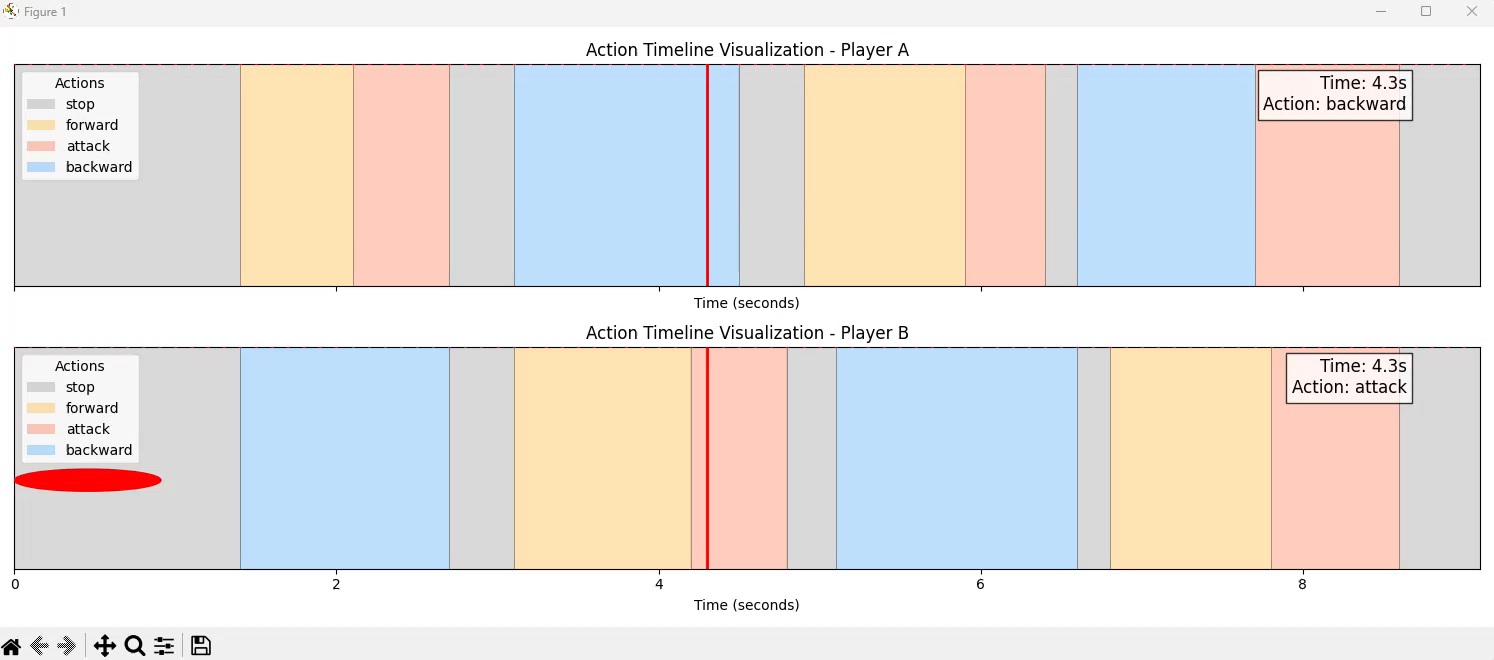 Figure 1
Action Timeline Visualization - Player A
Actions
stop
forward
attack
backward
Time: 4.3s
Action: backward
Time (seconds)
Action Timeline Visualization - Player B
Actions
stop
forward
attack
backward
Time: 4.3s
Action: attack
0 2 4 6 8
Time (seconds)